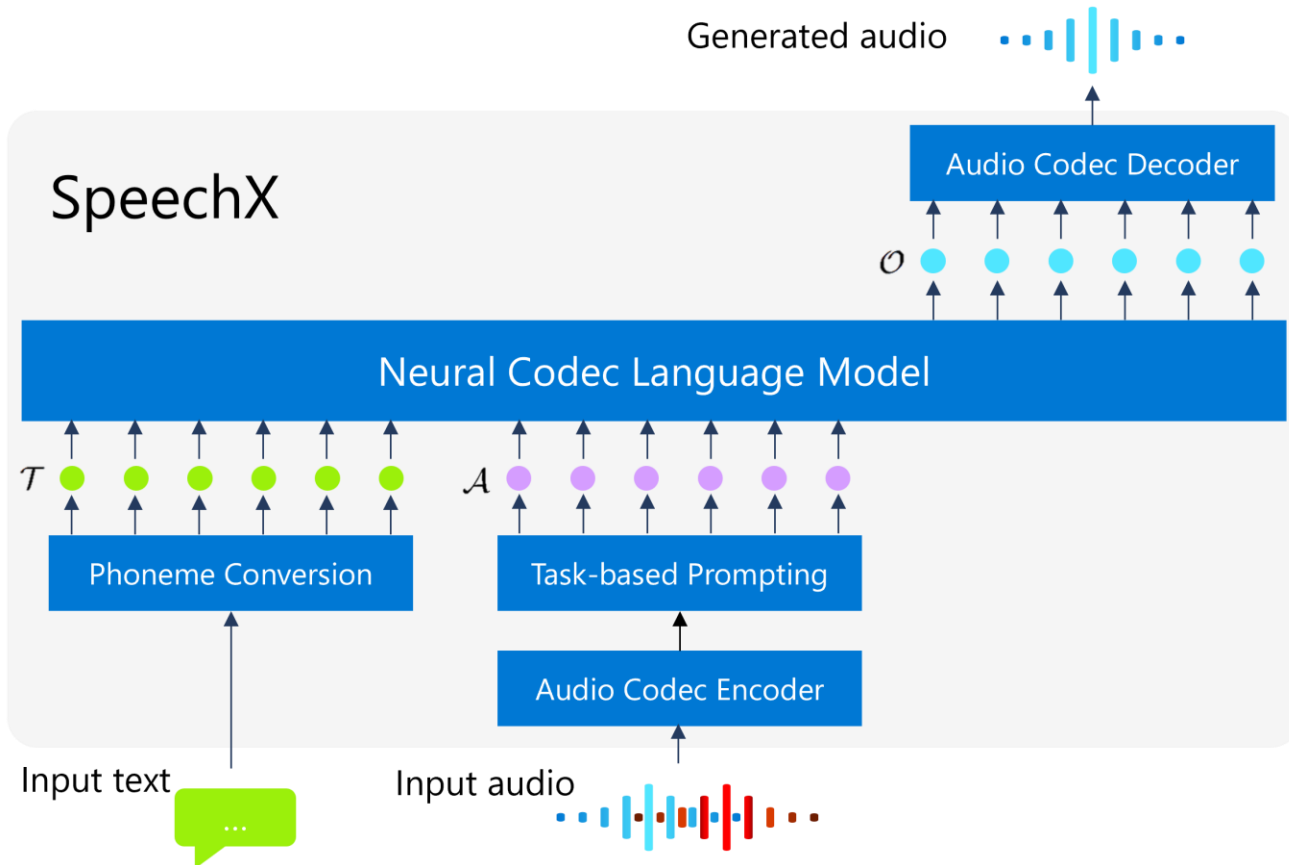 Generated audio
Audio Codec Decoder
SpeechX
𝒪
Neural Codec Language Model
𝒯
𝒜
Phoneme Conversion
Task-based Prompting
Audio Codec Encoder
Input text
Input audio
...